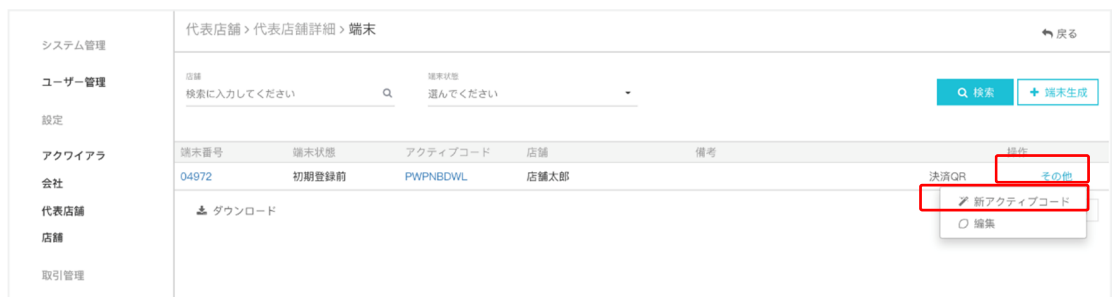 代表店舗 > 代表店舗詳細 > 端末
戻る
システム管理
ユーザー管理
設定
アクワイアラ
会社
代表店舗
店舗
取引管理
店舗
検索に入力してください
端末状態
選んでください
検索
端末生成
端末番号 端末状態 アクティブコード 店舗 備考 操作
04972 初期登録前 PWPNBDWL 店舗太郎 決済QR その他
ダウンロード
新アクティブコード
編集